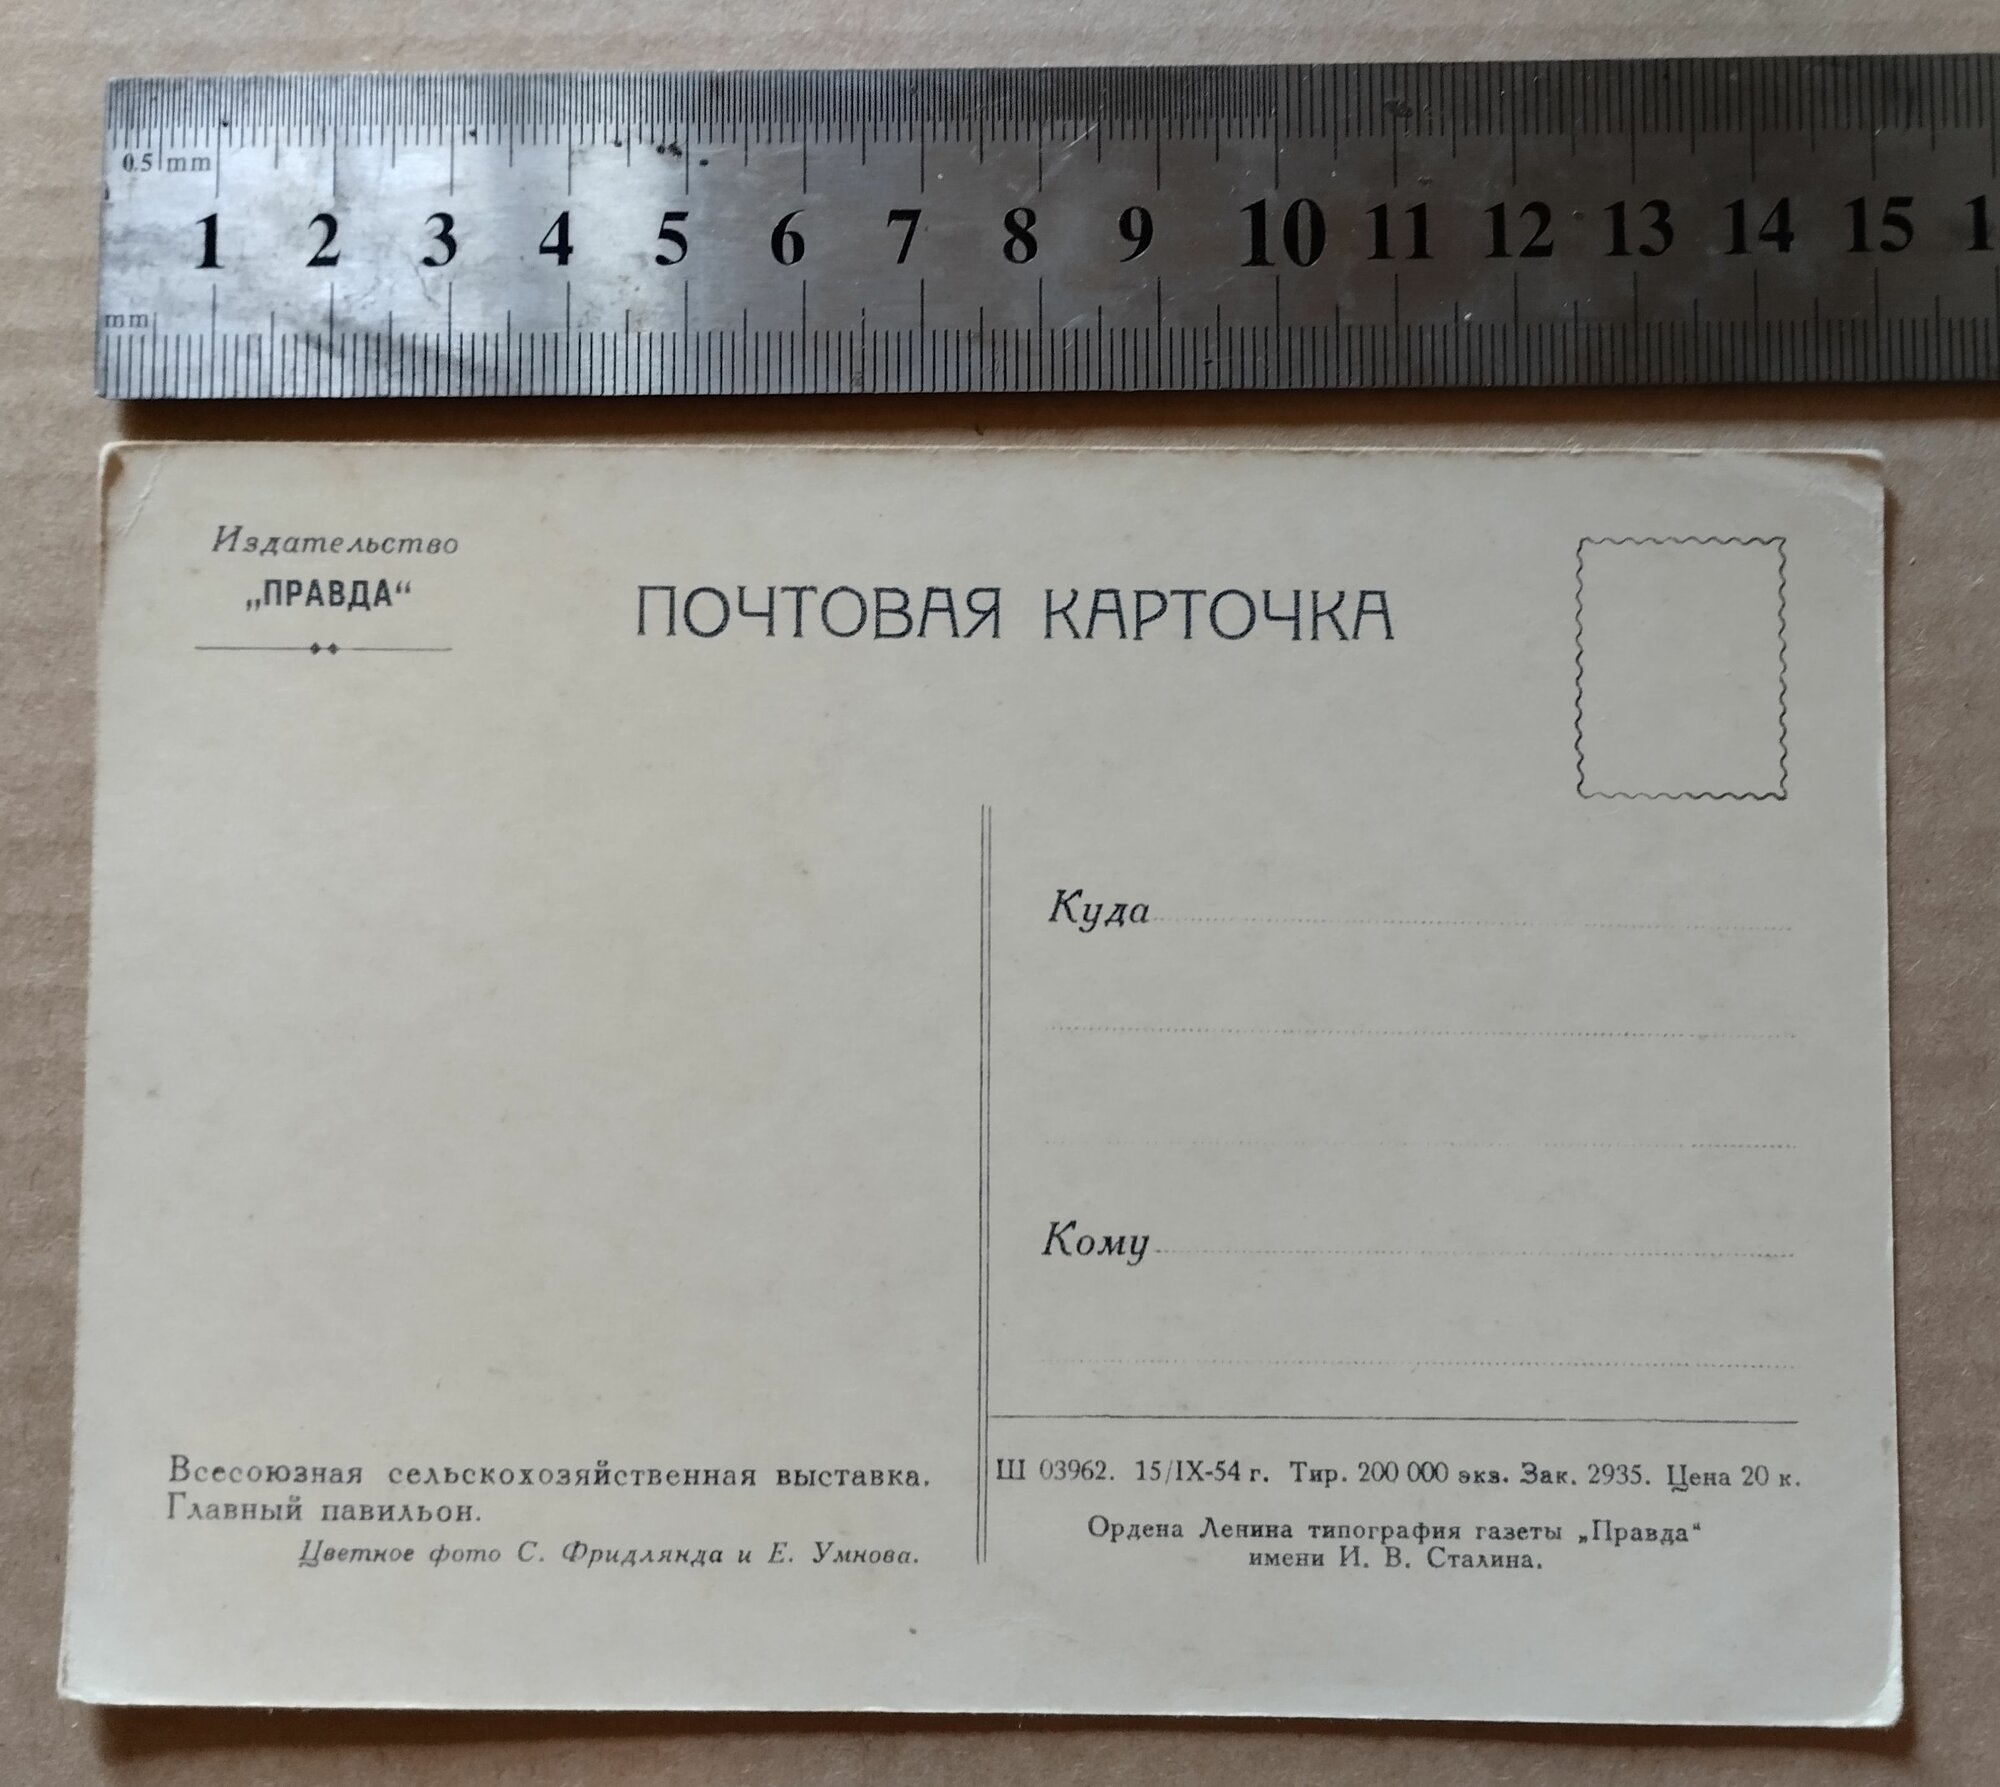 0.5 mm
1 2 3 4 5 6 7 8 9 10 11 12 13 14 15 1
mm
Издательство
„ПРАВДА“
ПОЧТОВАЯ КАРТОЧКА
Куда
Кому
Всесоюзная сельскохозяйственная выставка.
Главный павильон.
Цветное фото С. Фридлянда и Е. Умнова.
Ш 03962. 15/IX-54 г. Тир. 200 000 экз. Зак. 2935. Цена 20 к.
Ордена Ленина типография газеты „Правда“
имени И. В. Сталина.